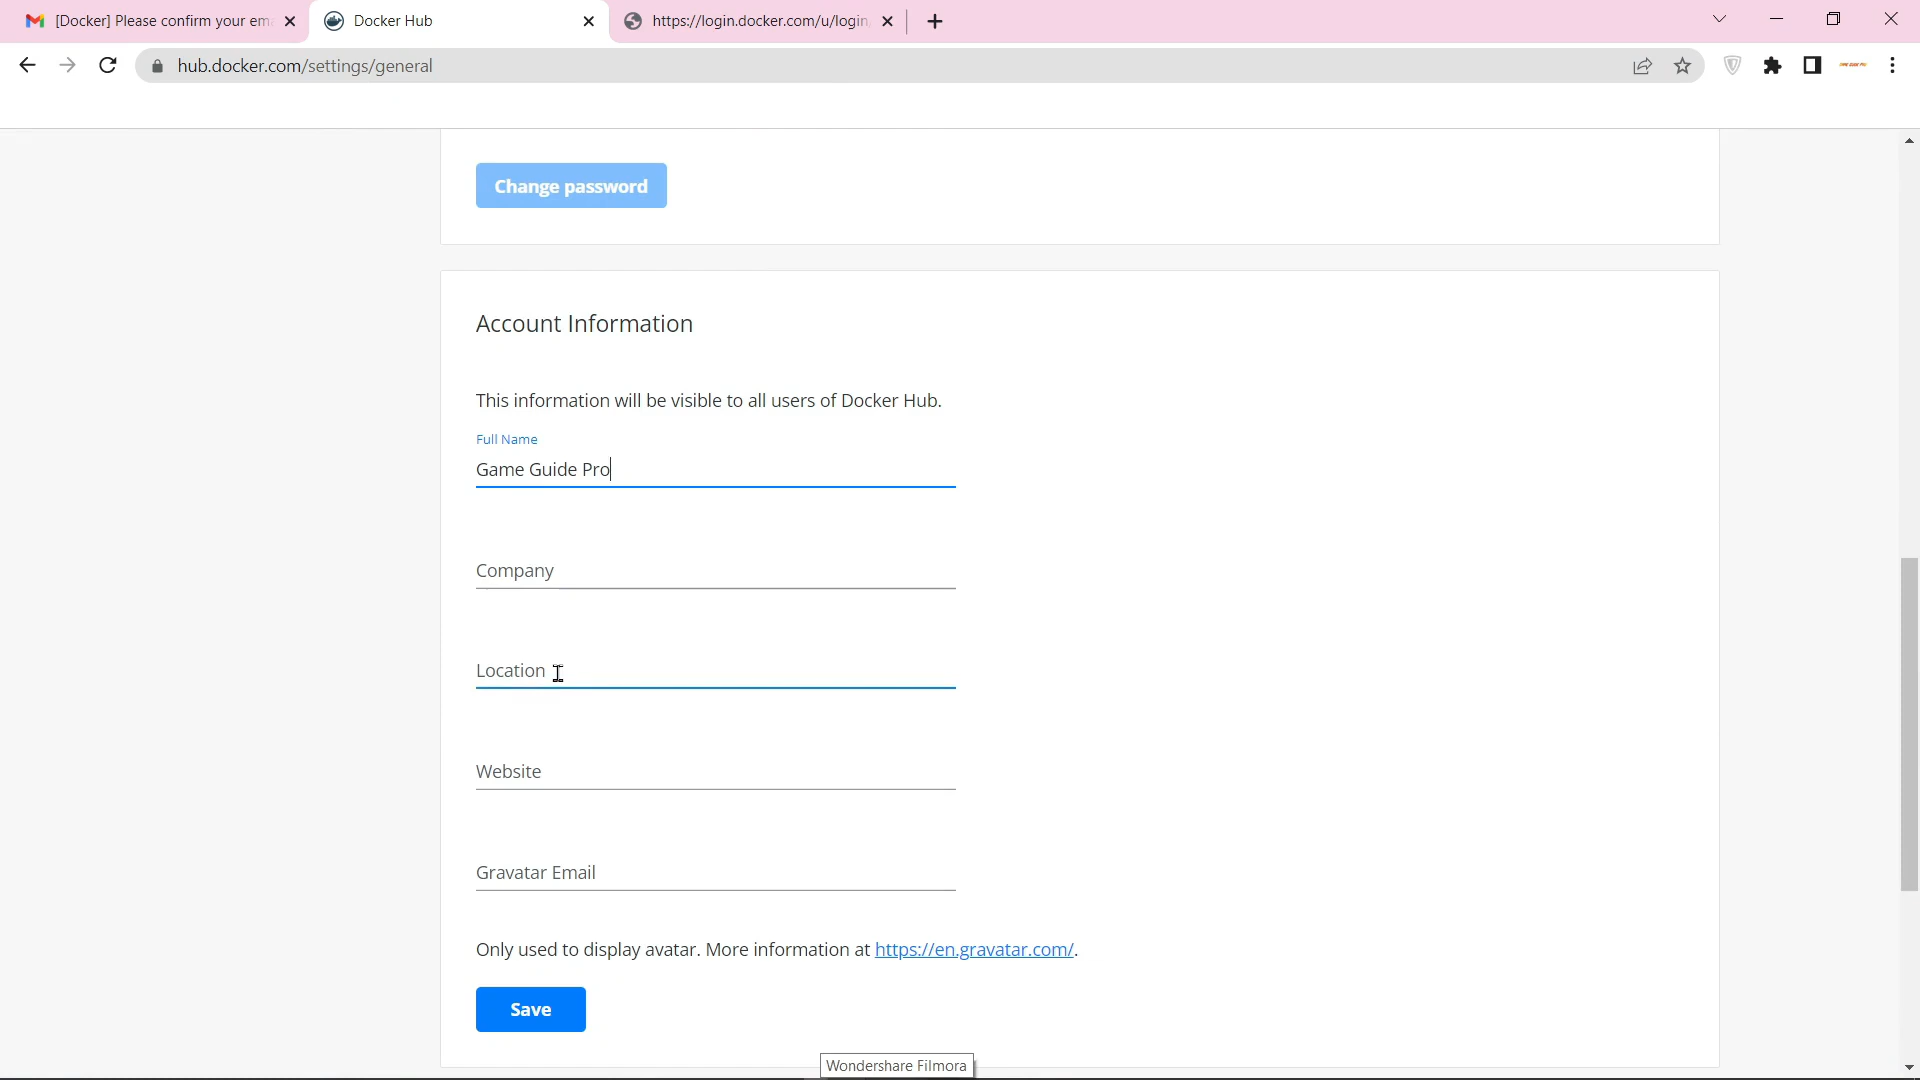 [Docker] Please confirm your ema
Docker Hub
https://login.docker.com/u/login
hub.docker.com/settings/general
Change password
Account Information
This information will be visible to all users of Docker Hub.
Full Name
Game Guide Pro
Company
Location
Website
Gravatar Email
Only used to display avatar. More information at https://en.gravatar.com/.
Save
Wondershare Filmora